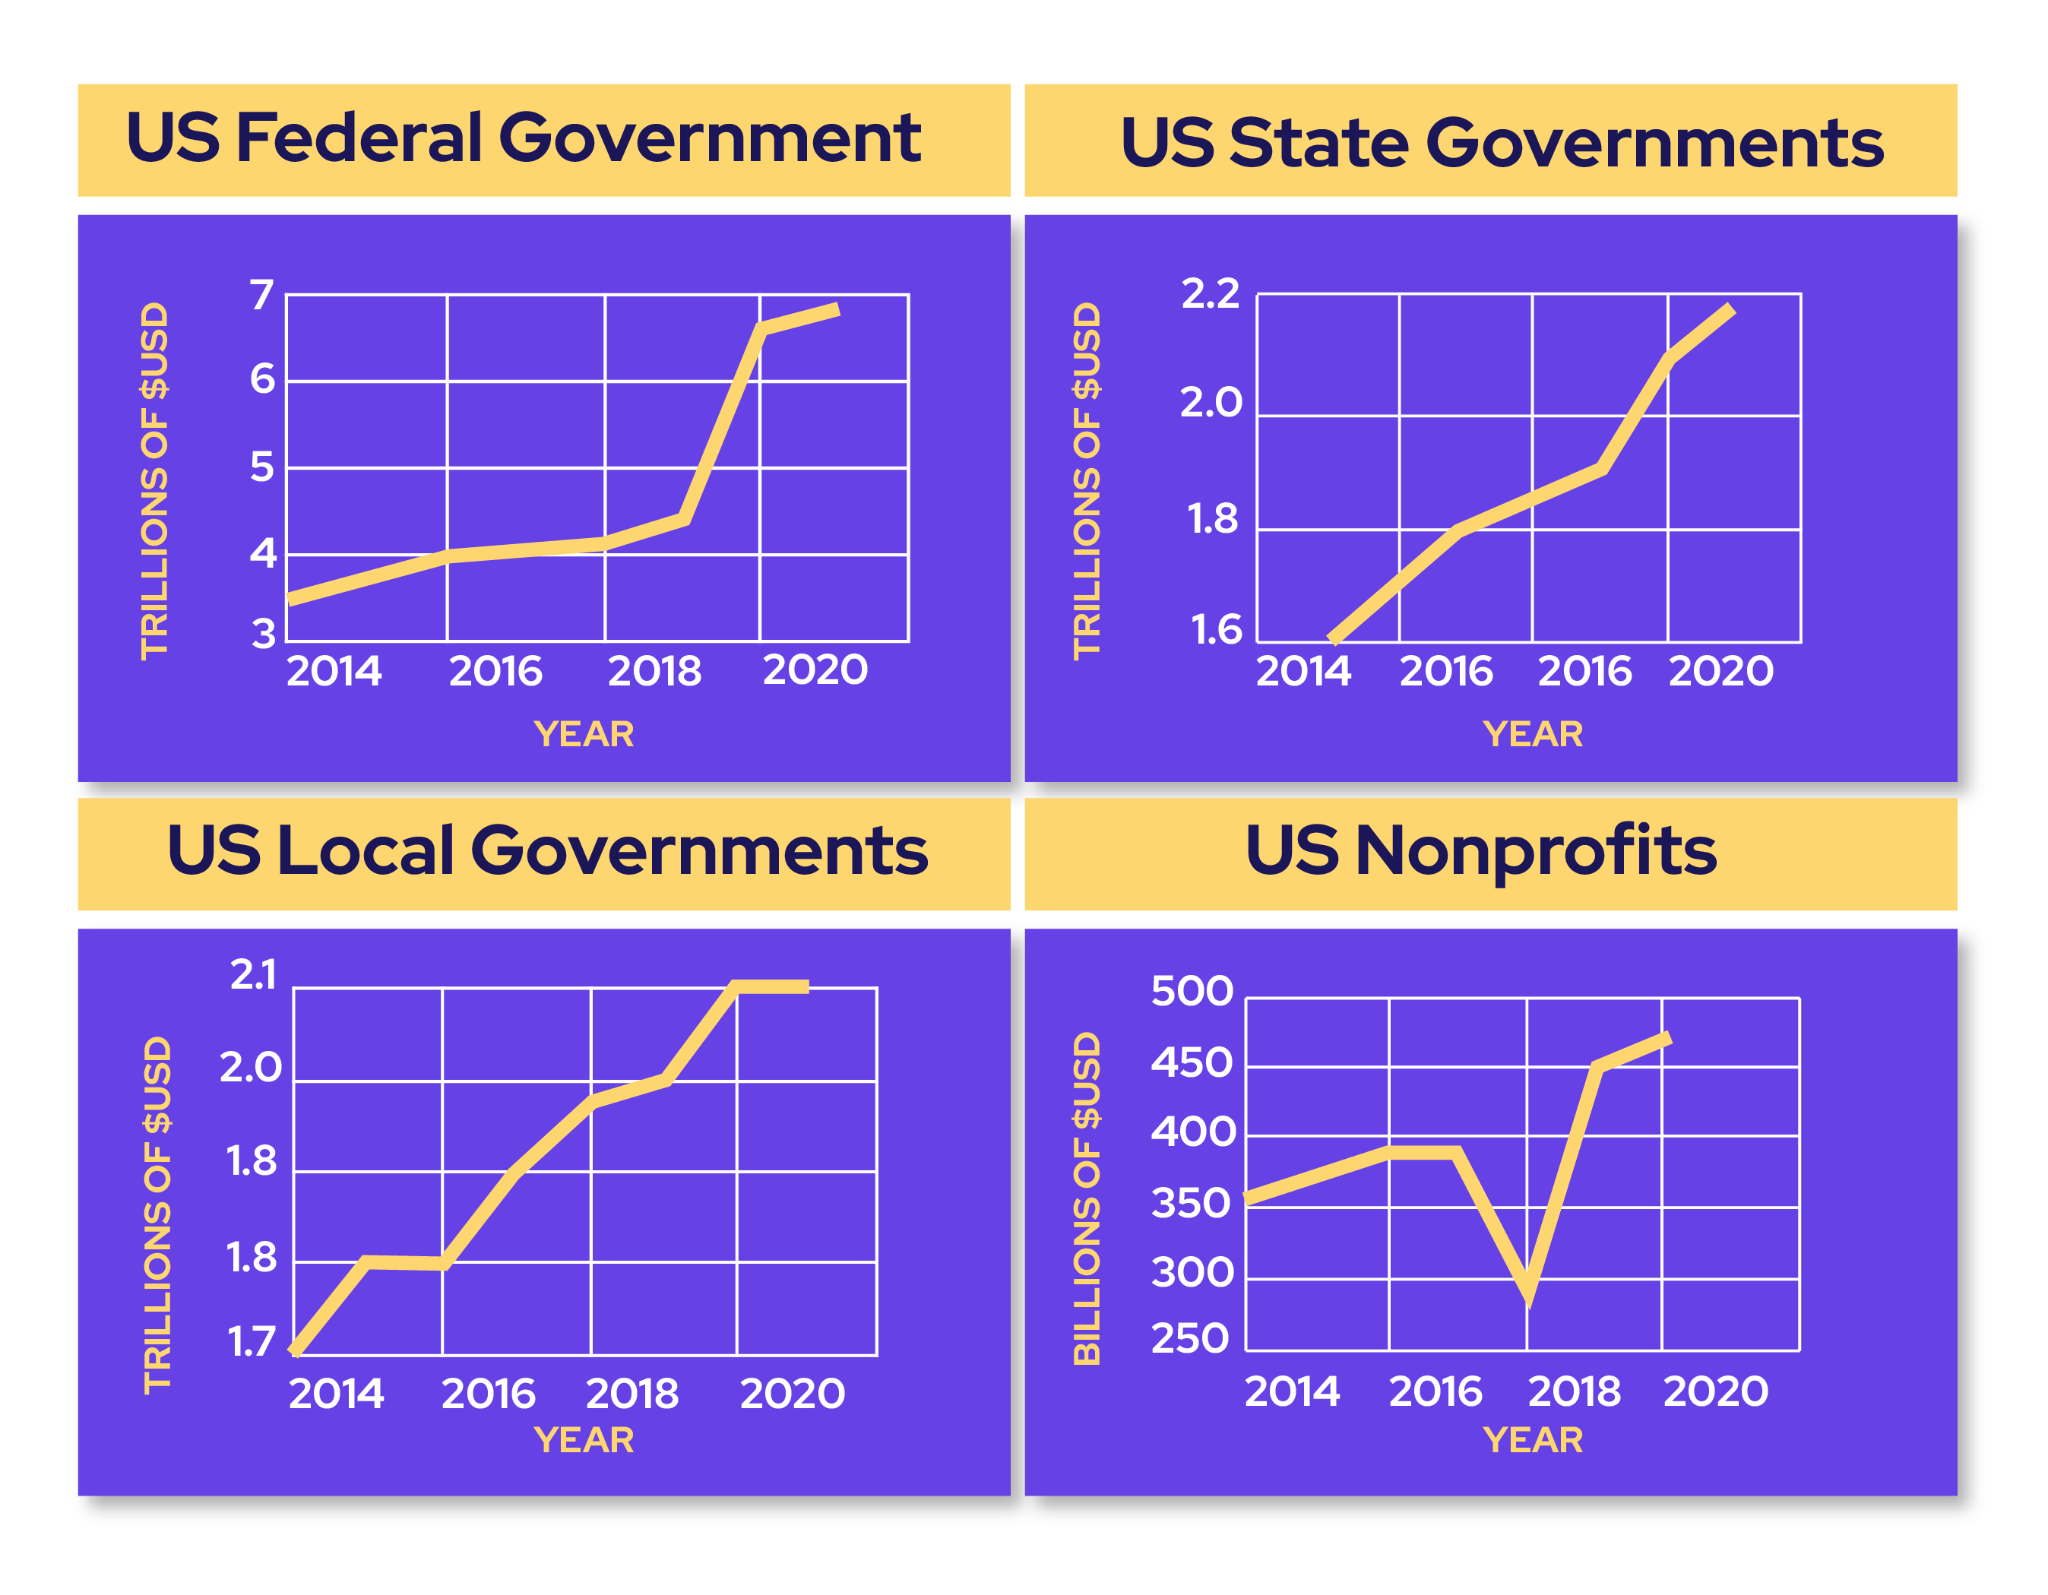 US Federal Government
US State Governments
TRILLIONS OF $USD
7
6
5
4
3
2014 2016 2018 2020
YEAR
TRILLIONS OF $USD
2.2
2.0
1.8
1.6
2014 2016 2016 2020
YEAR
US Local Governments
US Nonprofits
TRILLIONS OF $USD
2.1
2.0
1.8
1.8
1.7
2014 2016 2018 2020
YEAR
BILLIONS OF $USD
500
450
400
350
300
250
2014 2016 2018 2020
YEAR